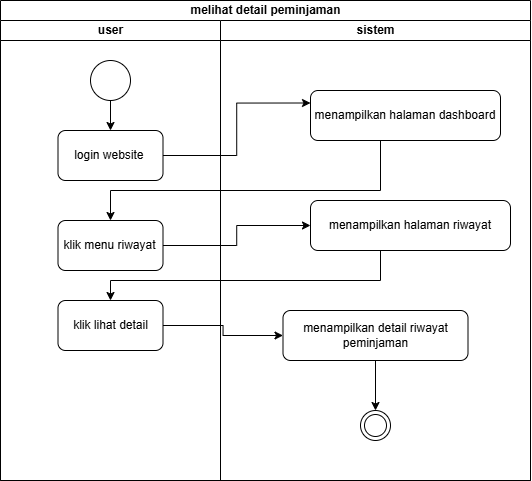 melihat detail peminjaman
user
sistem
menampilkan halaman dashboard
login website
menampilkan halaman riwayat
klik menu riwayat
klik lihat detail
menampilkan detail riwayat
peminjaman